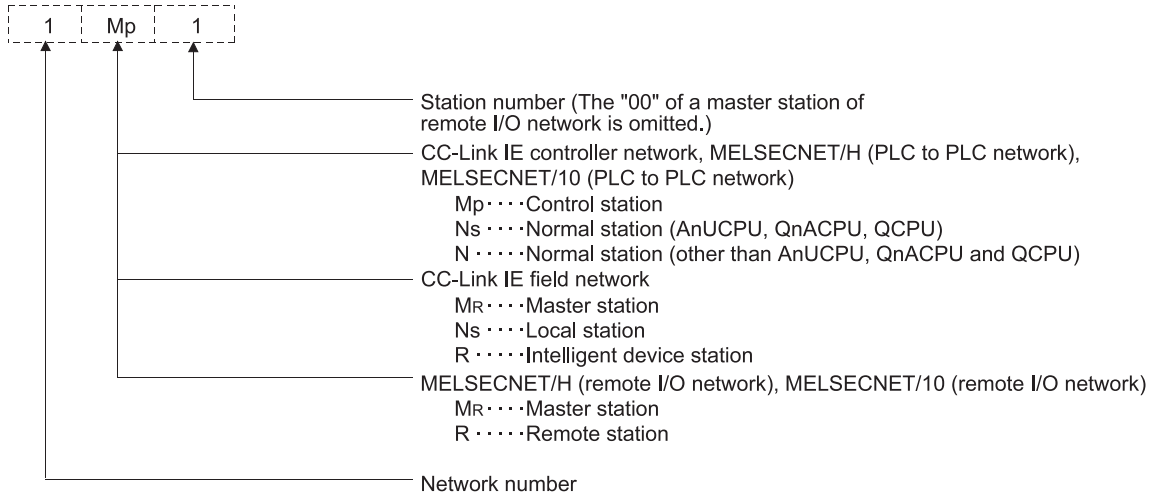 1 Mp 1
Station number (The "00" of a master station of
remote I/O network is omitted.)
CC-Link IE controller network, MELSECNET/H (PLC to PLC network),
MELSECNET/10 (PLC to PLC network)
Mp････Control station
Ns････Normal station (AnUCPU, QnACPU, QCPU)
N･････Normal station (other than AnUCPU, QnACPU and QCPU)
CC-Link IE field network
MR････Master station
Ns････Local station
R･････Intelligent device station
MELSECNET/H (remote I/O network), MELSECNET/10 (remote I/O network)
MR････Master station
R･････Remote station
Network number